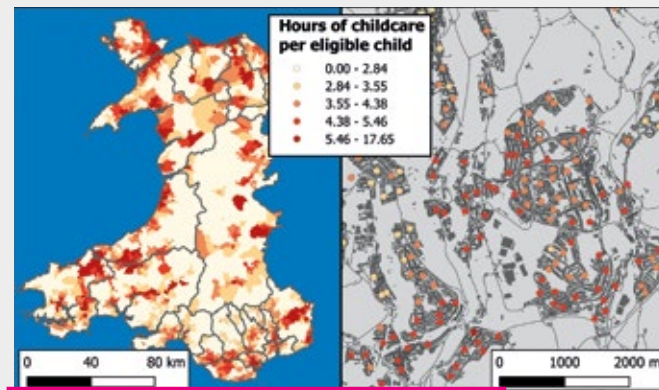 Hours of childcare
per eligible child
0.00 - 2.84
2.84 - 3.55
3.55 - 4.38
4.38 - 5.46
5.46 - 17.65
0 40 80 km
0 1000 2000 m